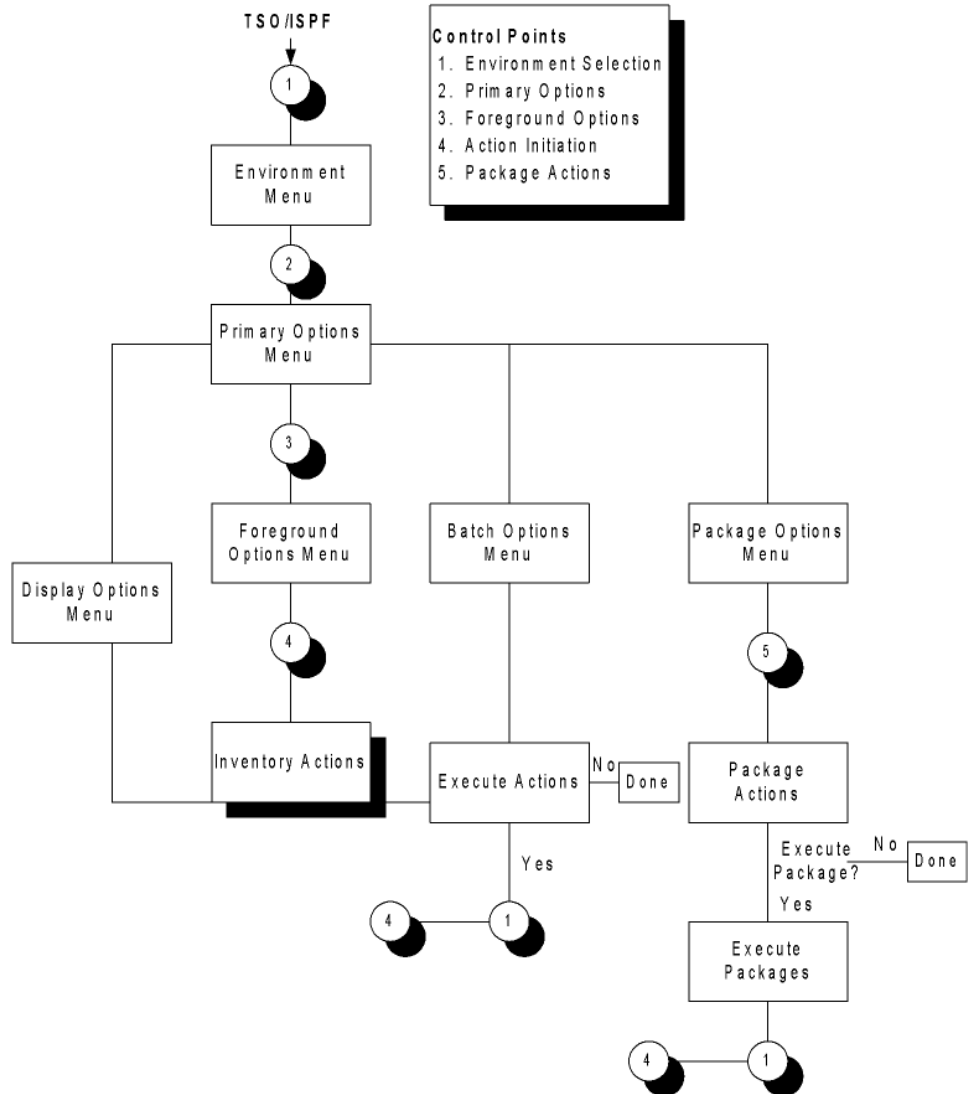 TSO/ISPF
Control Points
1. Environment Selection
2. Primary Options
3. Foreground Options
4. Action Initiation
5. Package Actions
1
Environment
Menu
2
Primary Options
Menu
3
Foreground
Options Menu
Batch Options
Menu
Package Options
Menu
Display Options
Menu
4
5
Inventory Actions
Execute Actions
No
Done
Package
Actions
Yes
Execute
Package?
No
Done
Yes
4
1
Execute
Packages
4
1